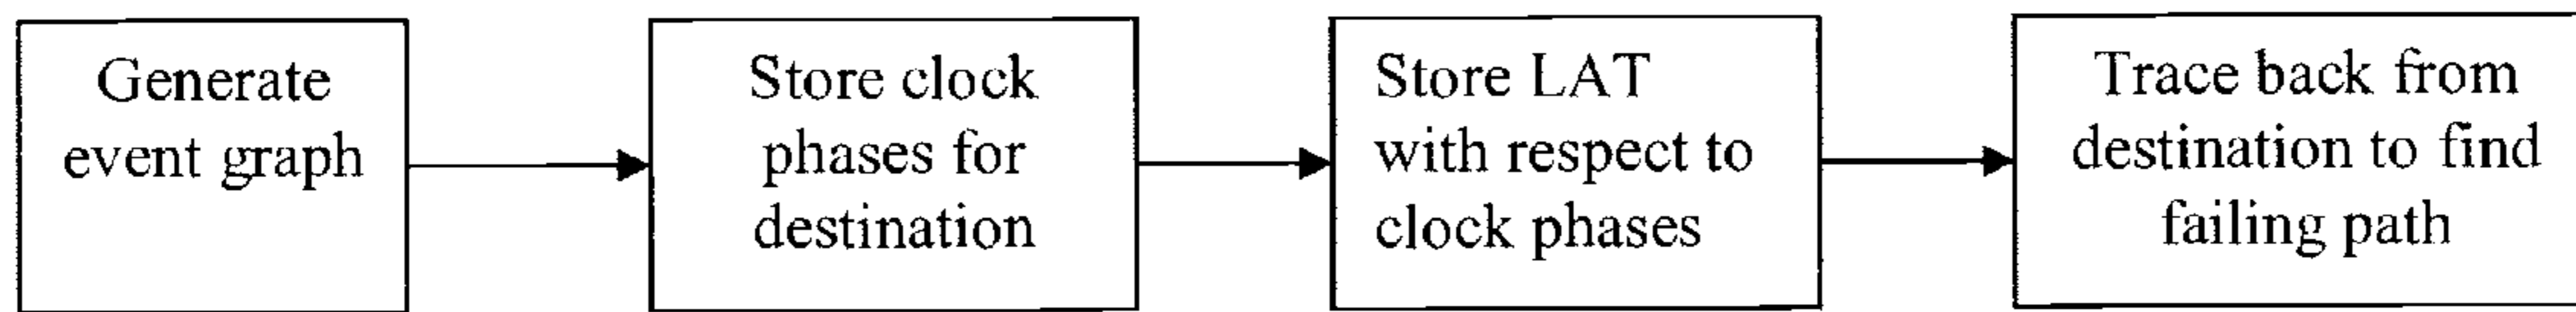 Generate
event graph
Store clock
phases for
destination
Store LAT
with respect to
clock phases
Trace back from
destination to find
failing path